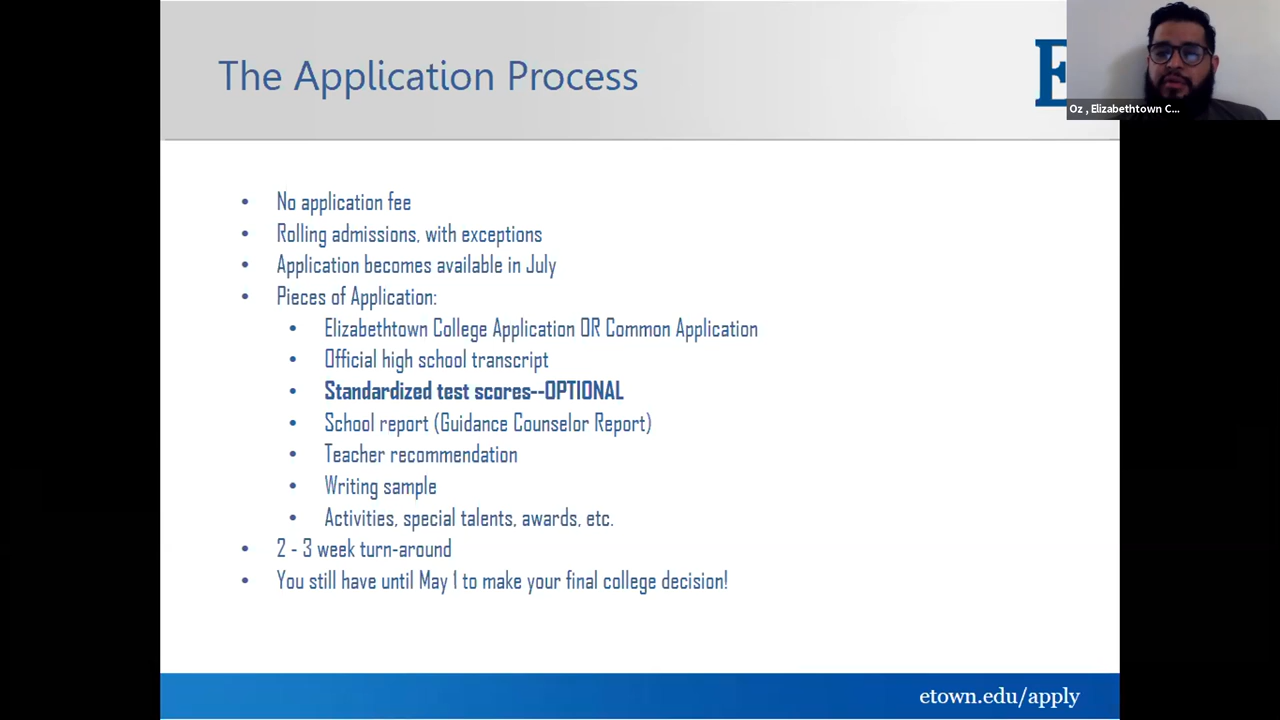 The Application Process
E
Oz , Elizabethtown C...
• No application fee
• Rolling admissions, with exceptions
• Application becomes available in July
• Pieces of Application:
• Elizabethtown College Application OR Common Application
• Official high school transcript
• Standardized test scores--OPTIONAL
• School report (Guidance Counselor Report)
• Teacher recommendation
• Writing sample
• Activities, special talents, awards, etc.
• 2 - 3 week turn-around
• You still have until May 1 to make your final college decision!
etown.edu/apply